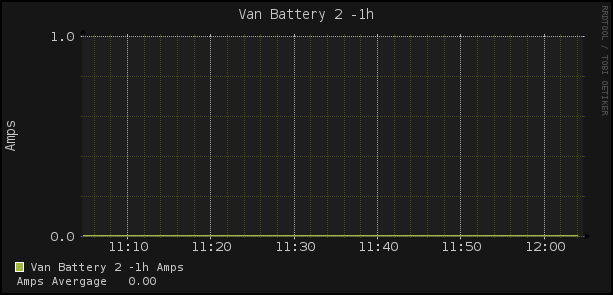 Van Battery 2 -1h
RRDTOOL / TOBI OETIKER
1.0
Amps
0.0
11:10 11:20 11:30 11:40 11:50 12:00
Van Battery 2 -1h Amps
Amps Avergage 0.00